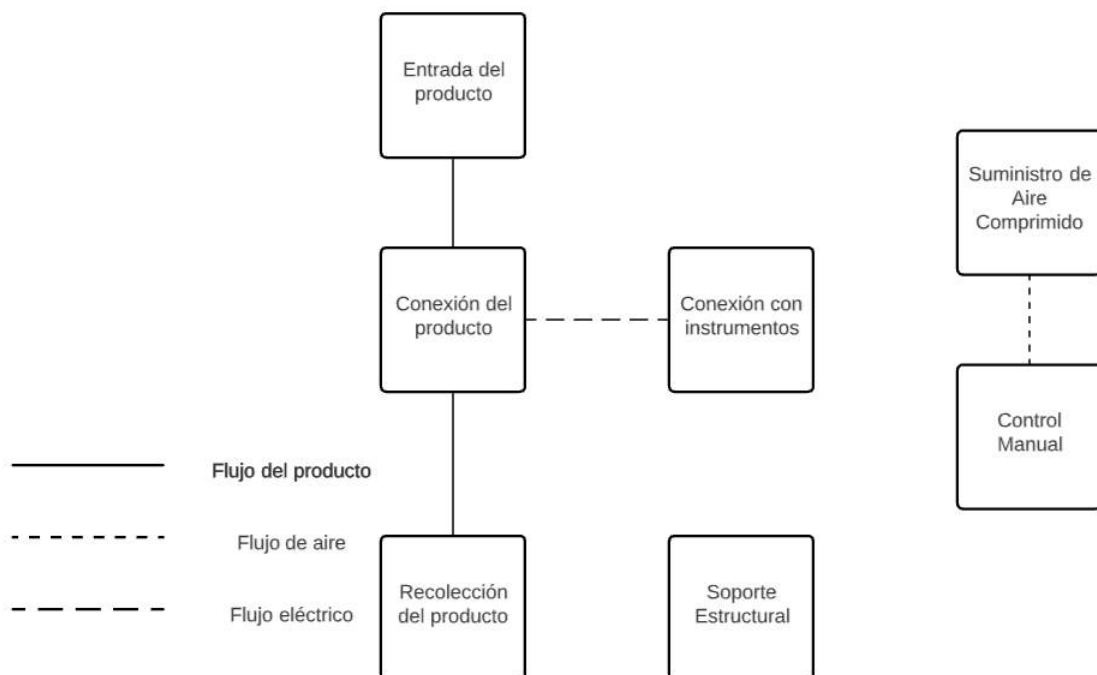 Entrada del
producto
Suministro de
Aire
Comprimido
Conexión del
producto
Conexión con
instrumentos
Control
Manual
Flujo del producto
Flujo de aire
Flujo eléctrico
Recolección
del producto
Soporte
Estructural